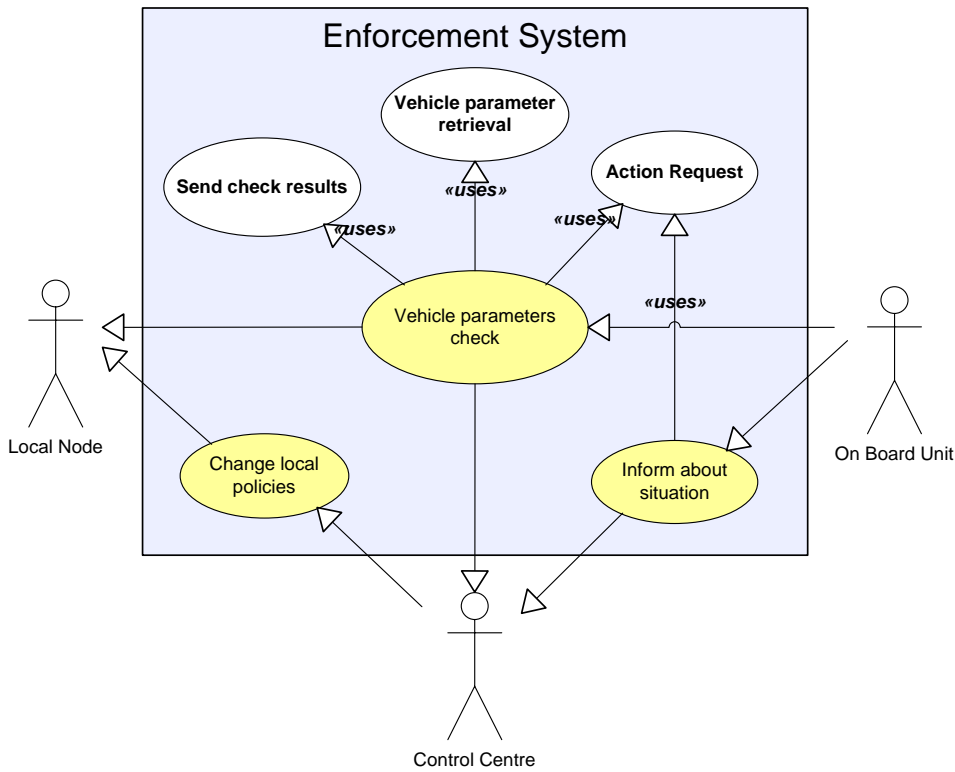 Enforcement System
Vehicle parameter
retrieval
Send check results
Action Request
«uses»
«uses»
«uses»
«uses»
Vehicle parameters
check
Local Node
On Board Unit
Change local
policies
Inform about
situation
Control Centre